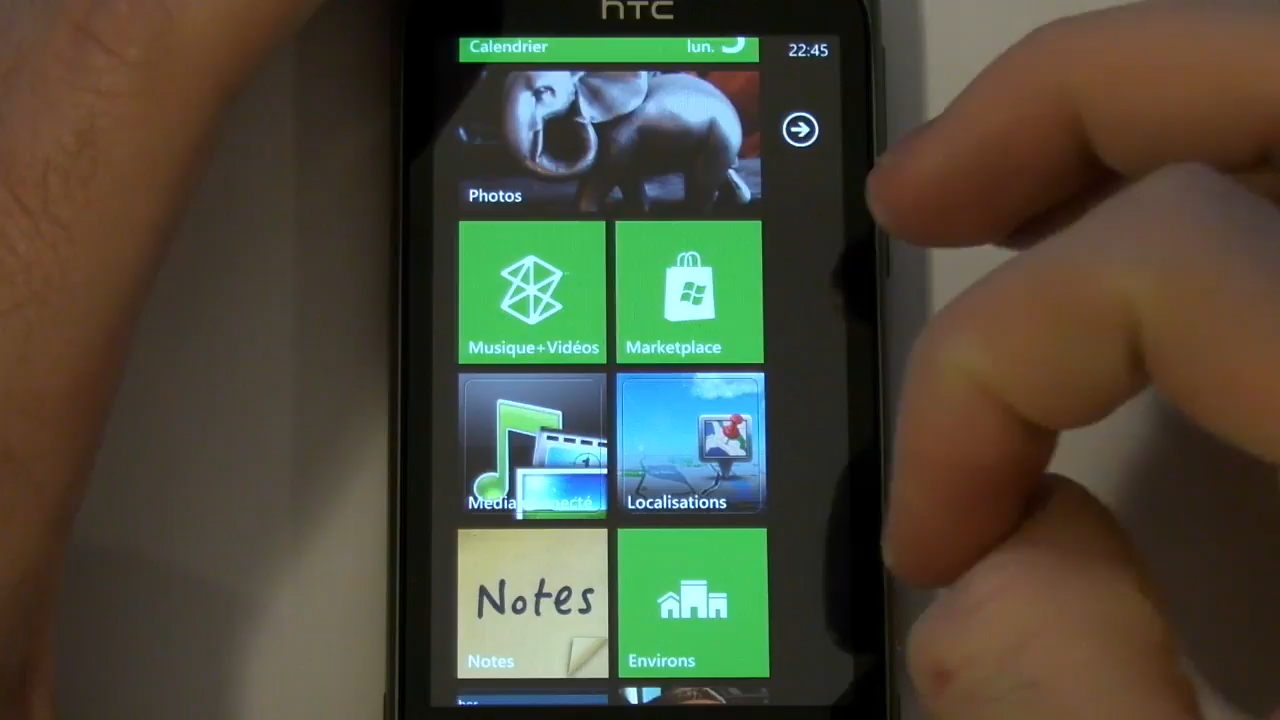 hTC
Calendrier lun.
22:45
Photos
Musique+Vidéos
Marketplace
Localisations
Notes
Notes
Environs